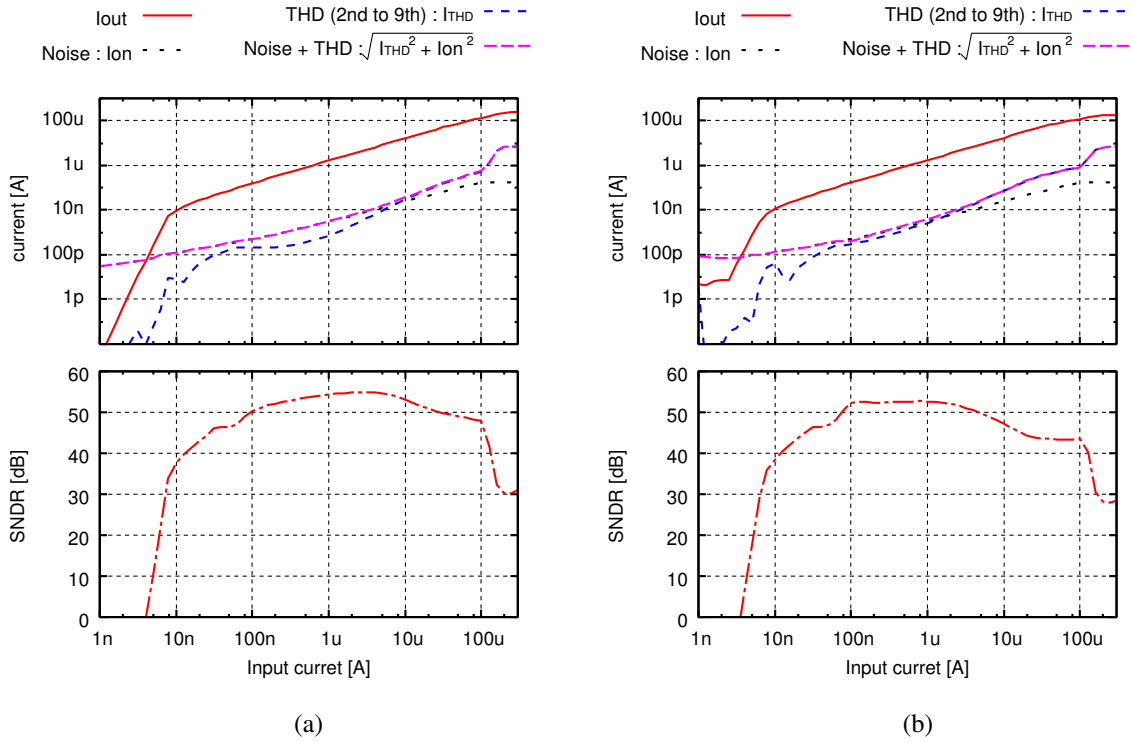 Iout
THD (2nd to 9th) : ITHD
Noise : Ion
Noise + THD : √ITHD² + Ion²
current [A]
100u
1u
10n
100p
1p
SNDR [dB]
60
50
40
30
20
10
0
1n
10n
100n
1u
10u
100u
Input curret [A]
(a)
Iout
THD (2nd to 9th) : ITHD
Noise : Ion
Noise + THD : √ITHD² + Ion²
current [A]
100u
1u
10n
100p
1p
SNDR [dB]
60
50
40
30
20
10
0
1n
10n
100n
1u
10u
100u
Input curret [A]
(b)